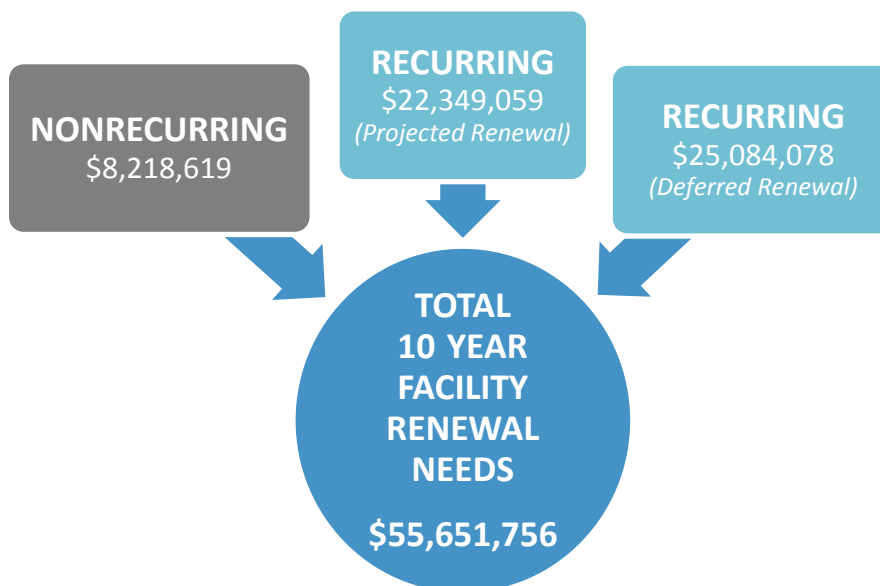 NONRECURRING
$8,218,619
RECURRING
$22,349,059
(Projected Renewal)
RECURRING
$25,084,078
(Deferred Renewal)
TOTAL
10 YEAR
FACILITY
RENEWAL
NEEDS
$55,651,756